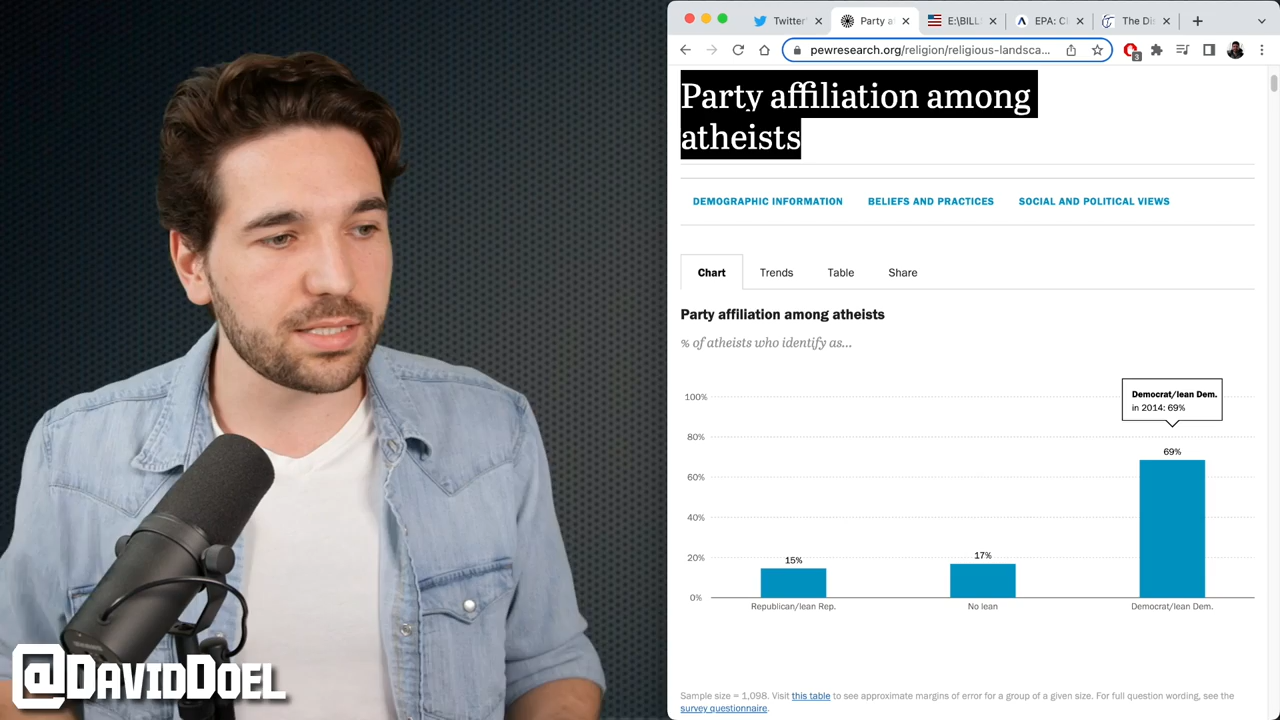 Twitter
Party a
E:\BILL
EPA: C
The Di
pewresearch.org/religion/religious-landsca...
3
Party affiliation among
atheists
DEMOGRAPHIC INFORMATION BELIEFS AND PRACTICES SOCIAL AND POLITICAL VIEWS
Chart Trends Table Share
Party affiliation among atheists
% of atheists who identify as...
Democrat/lean Dem.
in 2014: 69%
100%
80%
60%
40%
20%
0%
15%
17%
69%
Republican/lean Rep. No lean Democrat/lean Dem.
Sample size = 1,098. Visit this table to see approximate margins of error for a group of a given size. For full question wording, see the
survey questionnaire.
@DAVIDDOEL